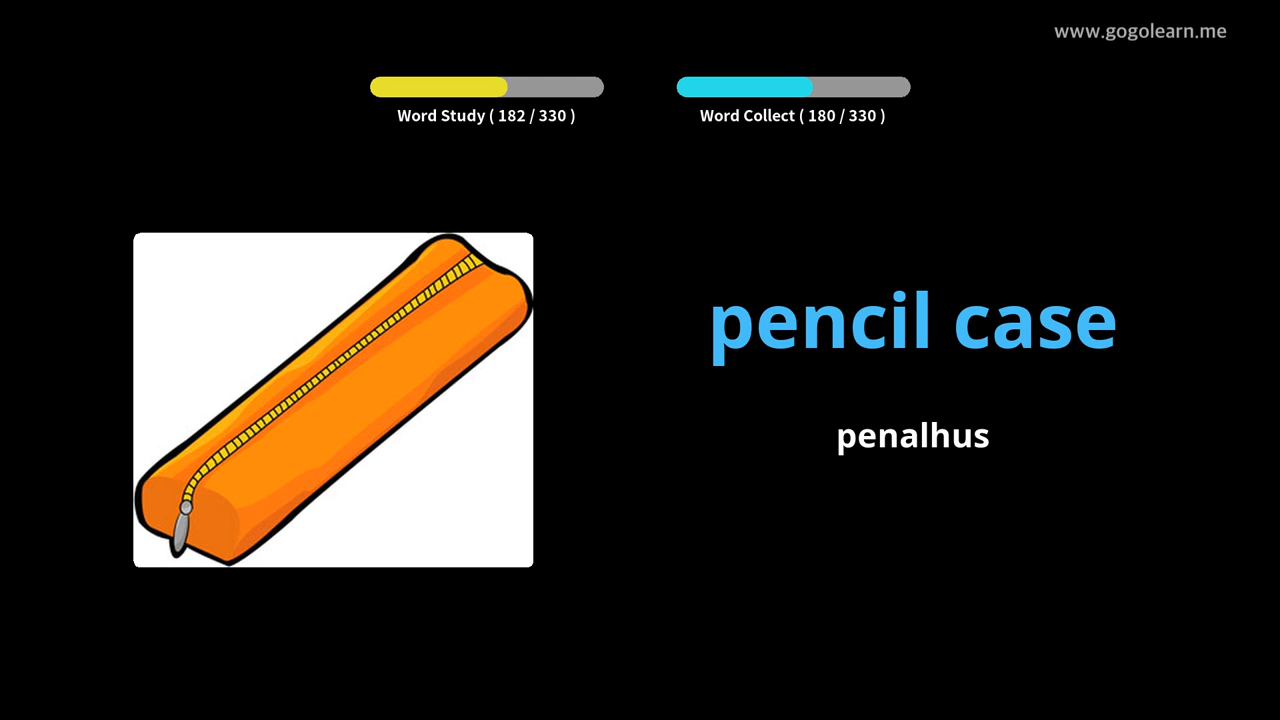 www.gogolearn.me
Word Study ( 182 / 330 )
Word Collect ( 180 / 330 )
pencil case
penalhus